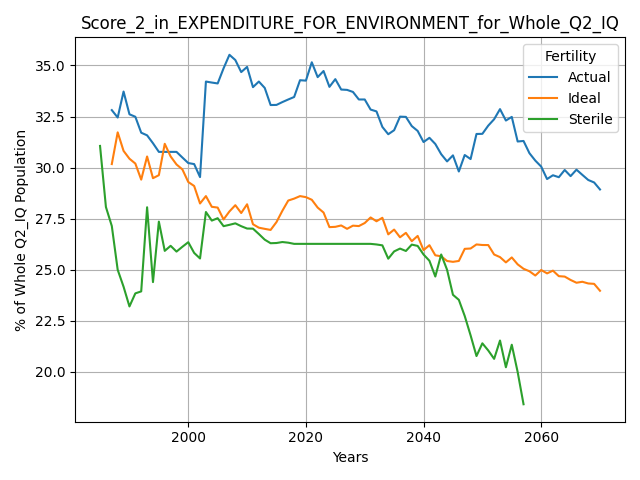 Score_2_in_EXPENDITURE_FOR_ENVIRONMENT_for_Whole_Q2_IQ
Fertility
Actual
Ideal
Sterile
35.0
32.5
30.0
27.5
25.0
22.5
20.0
% of Whole Q2_IQ Population
2000
2020
2040
2060
Years